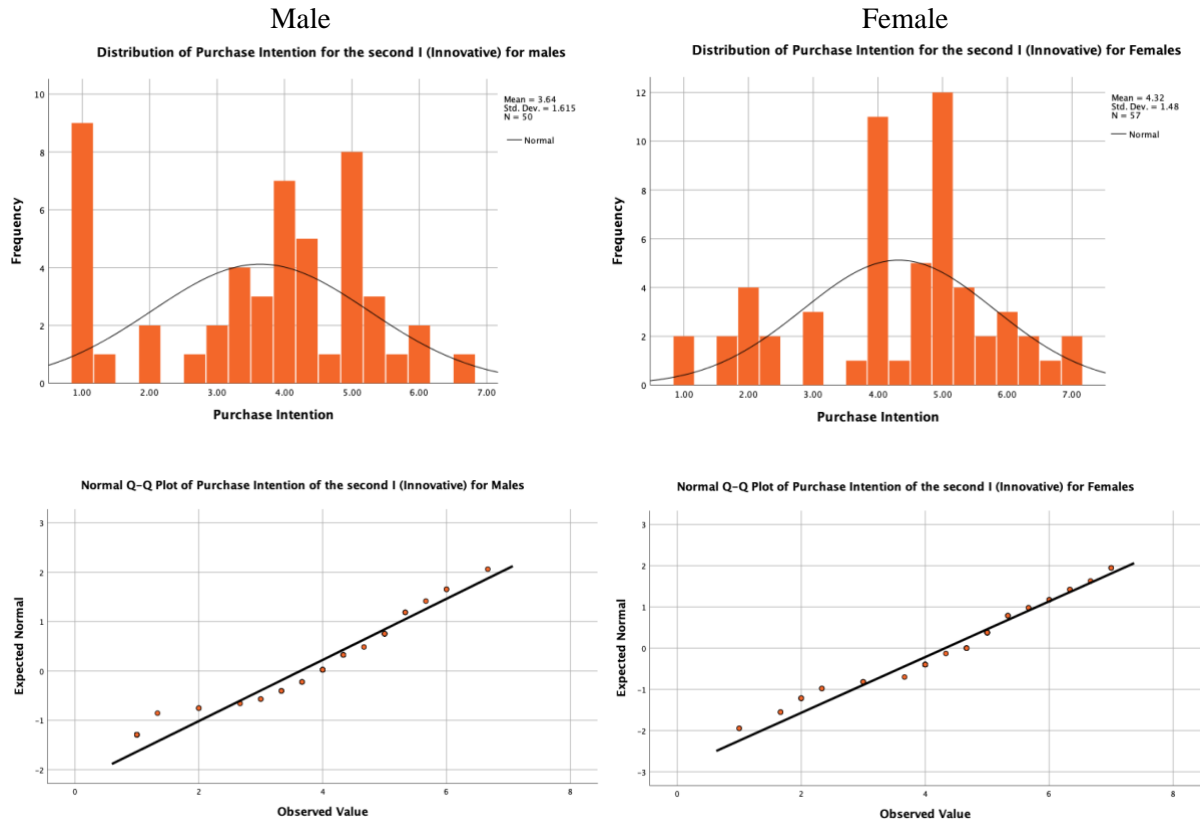 Male
Distribution of Purchase Intention for the second I (Innovative) for males
10
8
6
4
2
0
Frequency
1.00 2.00 3.00 4.00 5.00 6.00 7.00
Purchase Intention
Mean = 3.64
Std. Dev. = 1.615
N = 50
Normal
Female
Distribution of Purchase Intention for the second I (Innovative) for Females
12
10
8
6
4
2
0
Frequency
1.00 2.00 3.00 4.00 5.00 6.00 7.00
Purchase Intention
Mean = 4.32
Std. Dev. = 1.48
N = 57
Normal
Normal Q-Q Plot of Purchase Intention of the second I (Innovative) for Males
3
2
1
0
-1
-2
Expected Normal
0 2 4 6 8
Observed Value
Normal Q-Q Plot of Purchase Intention of the second I (Innovative) for Females
3
2
1
0
-1
-2
-3
Expected Normal
0 2 4 6 8
Observed Value